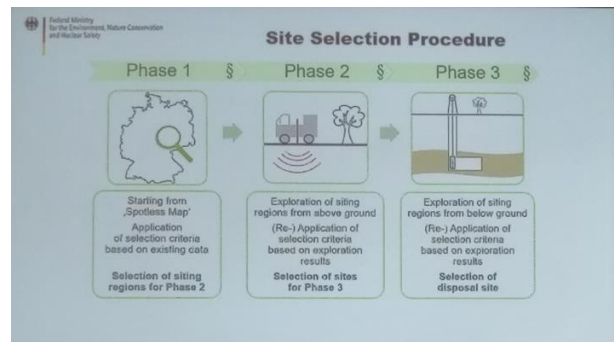 Federal Ministry
for the Environment, Nature Conservation
and Nuclear Safety
Site Selection Procedure
Phase 1 § Phase 2 § Phase 3 §
Starting from
‚Spotless Map'
Application
of selection criteria
based on existing data
Selection of siting
regions for Phase 2
Exploration of siting
regions from above ground
(Re-) Application of
selection criteria
based on exploration
results
Selection of sites
for Phase 3
Exploration of siting
regions from below ground
(Re-) Application of
selection criteria
based on exploration
results
Selection of
disposal site